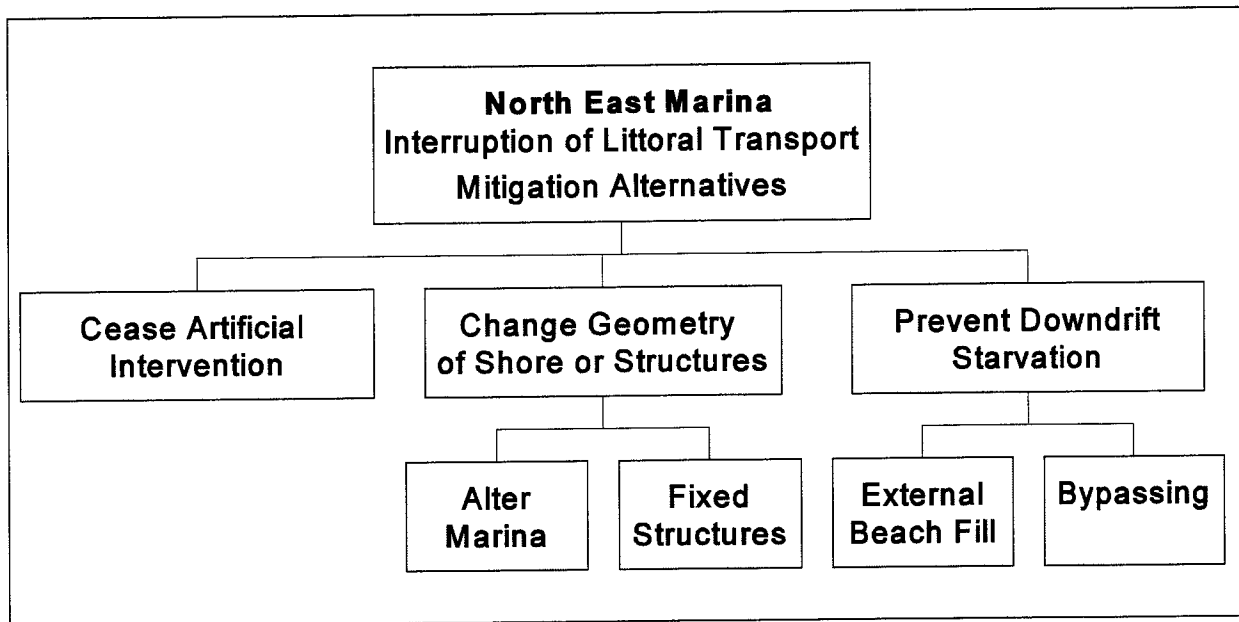 North East Marina
Interruption of Littoral Transport
Mitigation Alternatives
Cease Artificial
Intervention
Change Geometry
of Shore or Structures
Prevent Downdrift
Starvation
Alter
Marina
Fixed
Structures
External
Beach Fill
Bypassing